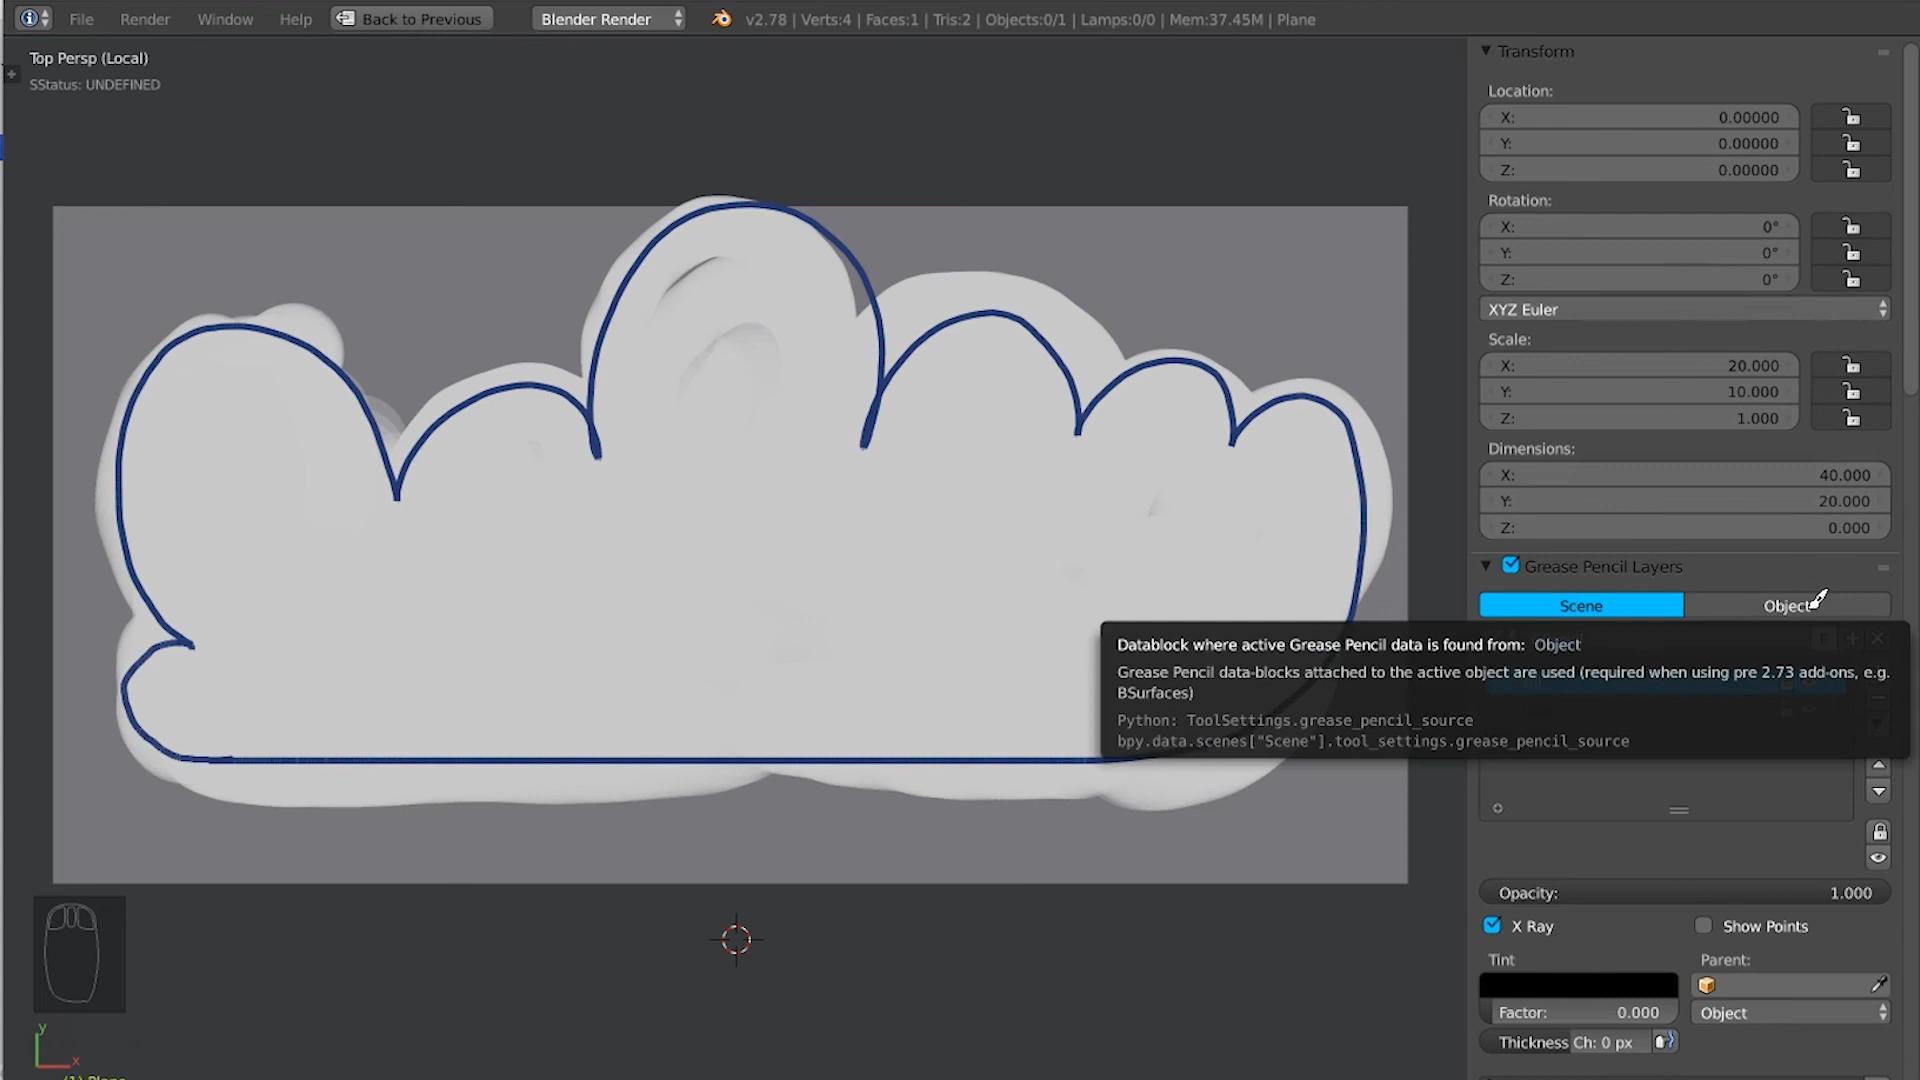 File Render Window Help Back to Previous Blender Render v2.78 | Verts:4 | Faces:1 | Tris:2 | Objects:0/1 | Lamps:0/0 | Mem:37.45M | Plane
Top Persp (Local)
SStatus: UNDEFINED
Transform
Location:
X: 0.00000
Y: 0.00000
Z: 0.00000
Rotation:
X: 0°
Y: 0°
Z: 0°
XYZ Euler
Scale:
X: 20.000
Y: 10.000
Z: 1.000
Dimensions:
X: 40.000
Y: 20.000
Z: 0.000
Grease Pencil Layers
Scene Object
Datablock where active Grease Pencil data is found from: Object
Grease Pencil data-blocks attached to the active object are used (required when using pre 2.73 add-ons, e.g.
BSurfaces)
Python: ToolSettings.grease_pencil_source
bpy.data.scenes["Scene"].tool_settings.grease_pencil_source
Opacity: 1.000
X Ray Show Points
Tint Parent:
Factor: 0.000 Object
Thickness Ch: 0 px
y
x
(1) Plane